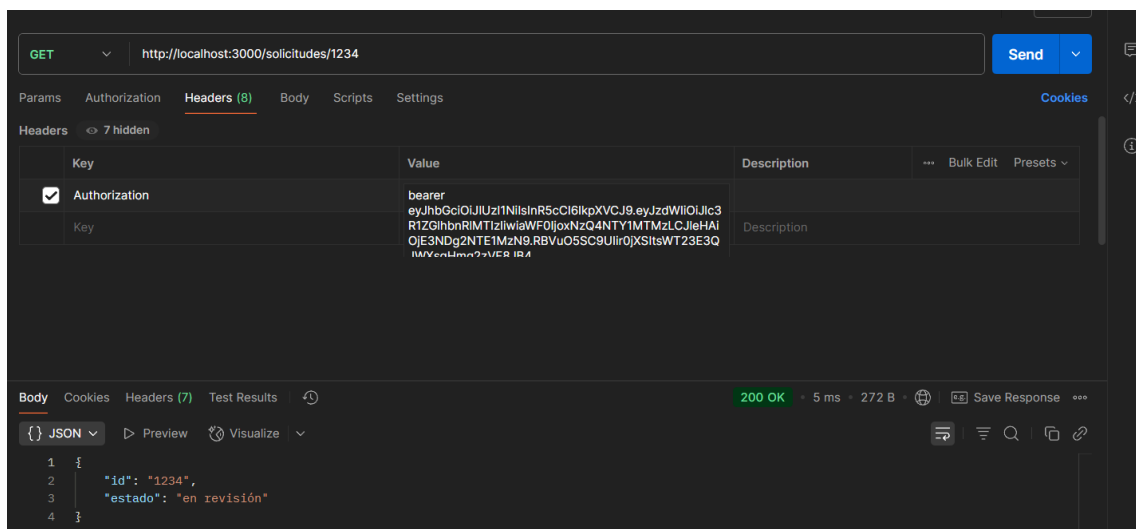 GET http://localhost:3000/solicitudes/1234 Send
Params Authorization Headers (8) Body Scripts Settings Cookies
Headers 7 hidden
Key Value Description Bulk Edit Presets
Authorization bearer
eyJhbGciOiJIUzI1NiIsInR5cCI6IkpXVCJ9.eyJzdWIiOiJlc3
R1ZGlhbnRlMTIzIiwiaWF0IjoxNzQ4NTY1MTMzLCJleHAi
OjE3NDg2NTE1MzN9.RBVuO5SC9UIir0jXSItsWT23E3Q
Key Description
Body Cookies Headers (7) Test Results 200 OK 5 ms 272 B Save Response
{} JSON Preview Visualize
1 {
2 "id": "1234",
3 "estado": "en revisión"
4 }